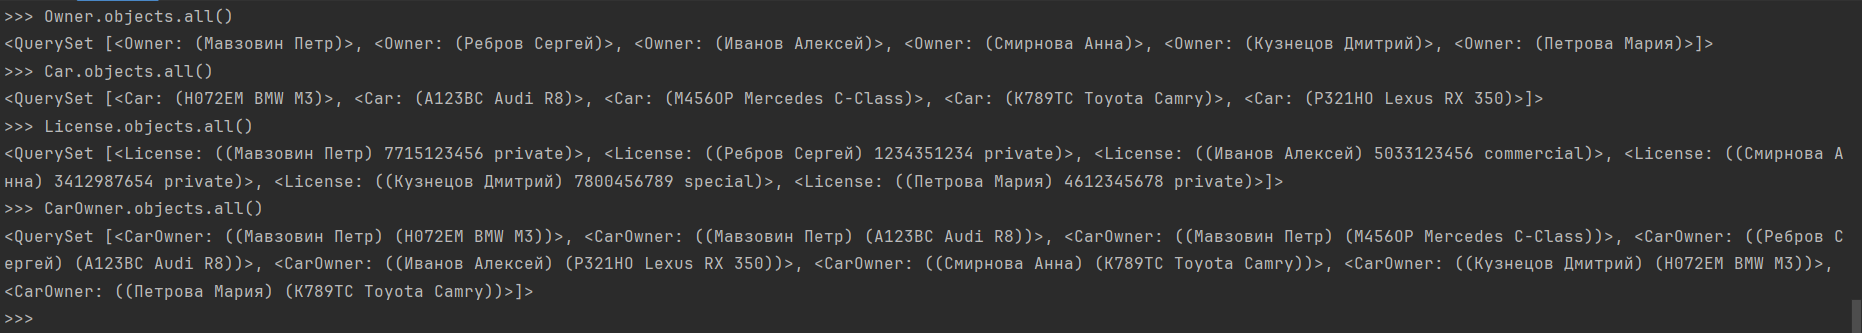 >>> Owner.objects.all()
<QuerySet [<Owner: (Мавзовин Петр)>, <Owner: (Ребров Сергей)>, <Owner: (Иванов Алексей)>, <Owner: (Смирнова Анна)>, <Owner: (Кузнецов Дмитрий)>, <Owner: (Петрова Мария)>]>
>>> Car.objects.all()
<QuerySet [<Car: (Н072ЕМ BMW M3)>, <Car: (А123ВС Audi R8)>, <Car: (М456ОР Mercedes C-Class)>, <Car: (К789ТС Toyota Camry)>, <Car: (Р321НО Lexus RX 350)>]>
>>> License.objects.all()
<QuerySet [<License: ((Мавзовин Петр) 7715123456 private)>, <License: ((Ребров Сергей) 1234351234 private)>, <License: ((Иванов Алексей) 5033123456 commercial)>, <License: ((Смирнова А
нна) 3412987654 private)>, <License: ((Кузнецов Дмитрий) 7800456789 special)>, <License: ((Петрова Мария) 4612345678 private)>]>
>>> CarOwner.objects.all()
<QuerySet [<CarOwner: ((Мавзовин Петр) (Н072ЕМ BMW M3))>, <CarOwner: ((Мавзовин Петр) (А123ВС Audi R8))>, <CarOwner: ((Мавзовин Петр) (М456ОР Mercedes C-Class))>, <CarOwner: ((Ребров С
ергей) (А123ВС Audi R8))>, <CarOwner: ((Иванов Алексей) (Р321НО Lexus RX 350))>, <CarOwner: ((Смирнова Анна) (К789ТС Toyota Camry))>, <CarOwner: ((Кузнецов Дмитрий) (Н072ЕМ BMW M3))>,
<CarOwner: ((Петрова Мария) (К789ТС Toyota Camry))>]>
>>>